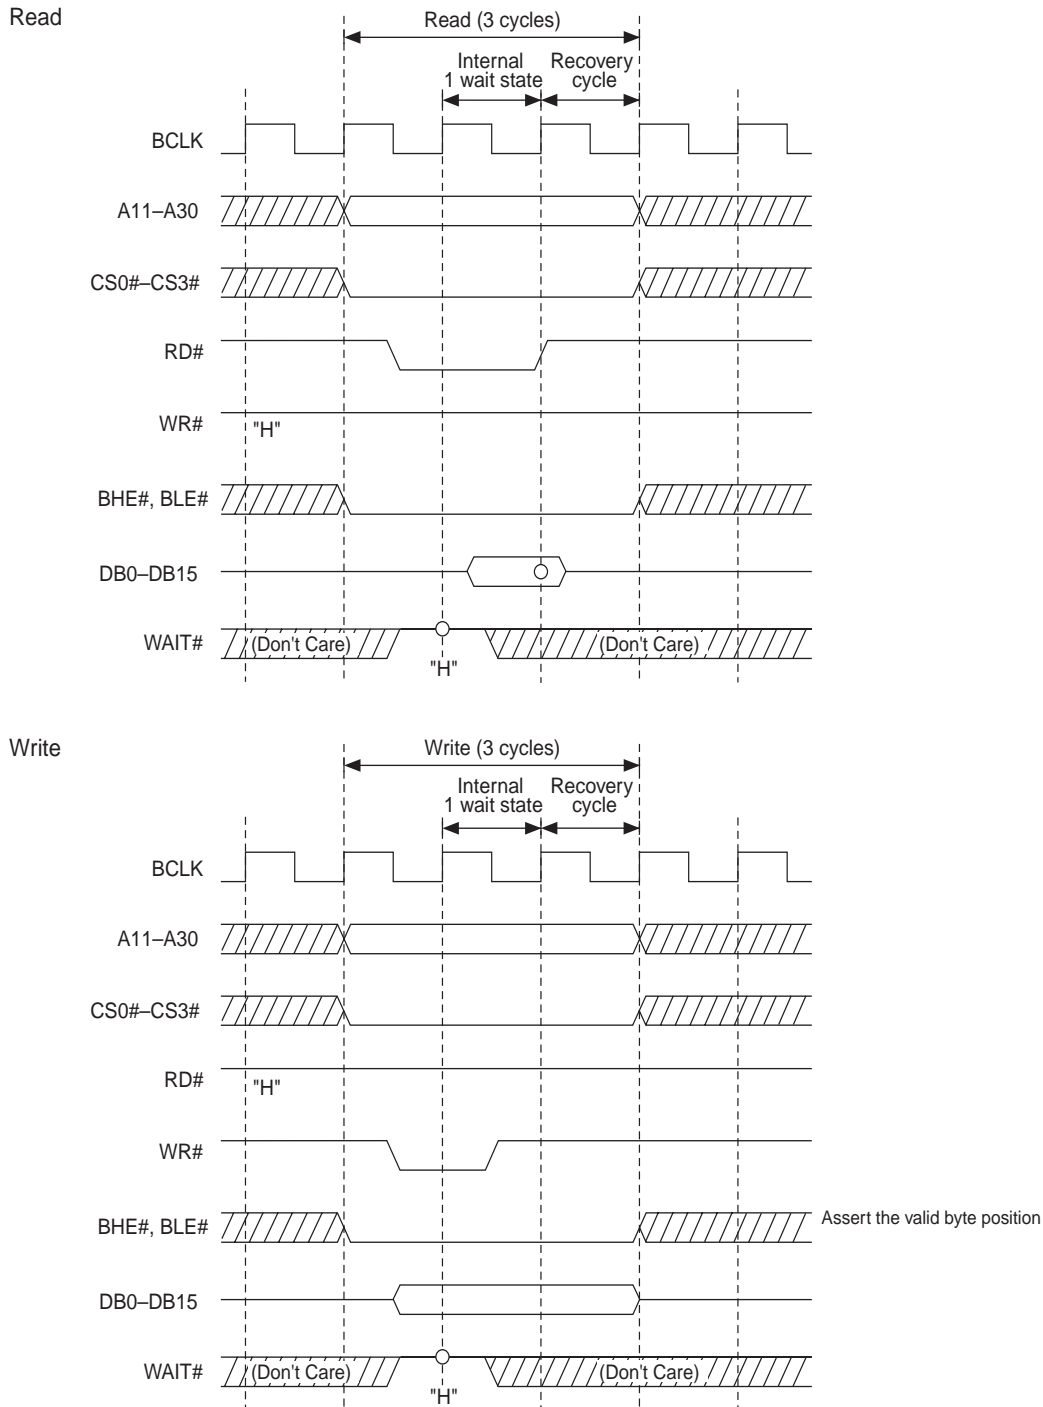 Read
Read (3 cycles)
Internal
1 wait state
Recovery
cycle
BCLK
A11–A30
CS0#–CS3#
RD#
WR#
"H"
BHE#, BLE#
DB0–DB15
WAIT#
(Don't Care)
(Don't Care)
"H"
Write
Write (3 cycles)
Internal
1 wait state
Recovery
cycle
BCLK
A11–A30
CS0#–CS3#
RD#
"H"
WR#
BHE#, BLE#
Assert the valid byte position
DB0–DB15
WAIT#
(Don't Care)
(Don't Care)
"H"